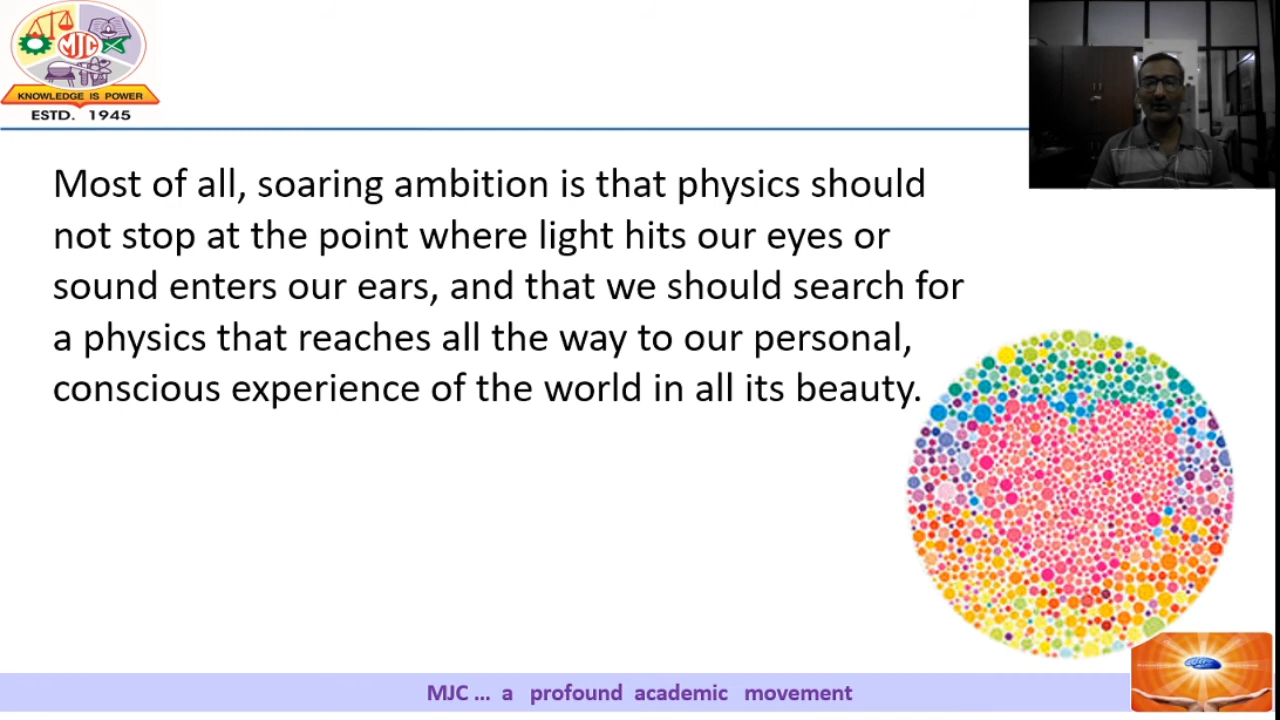 MJC
KNOWLEDGE IS POWER
ESTD. 1945
Most of all, soaring ambition is that physics should
not stop at the point where light hits our eyes or
sound enters our ears, and that we should search for
a physics that reaches all the way to our personal,
conscious experience of the world in all its beauty.
MJC ... a profound academic movement